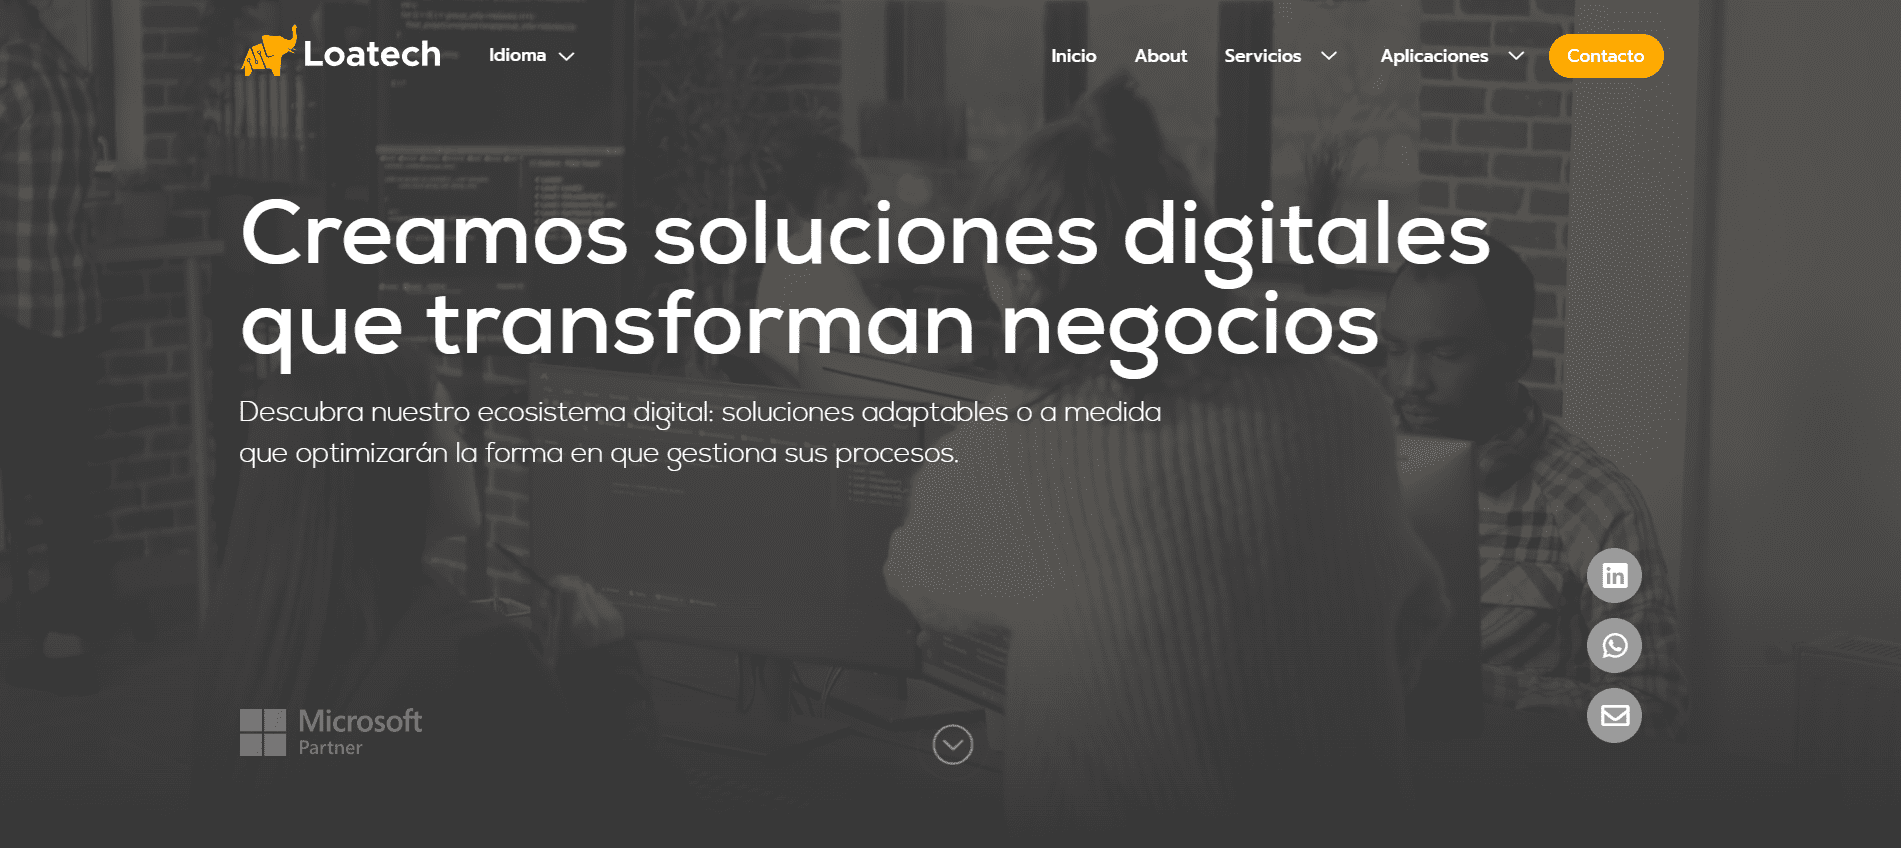 Loatech
Idioma
Inicio
About
Servicios
Aplicaciones
Contacto
Creamos soluciones digitales
que transforman negocios
Descubra nuestro ecosistema digital: soluciones adaptables o a medida
que optimizarán la forma en que gestiona sus procesos.
in
Microsoft
Partner